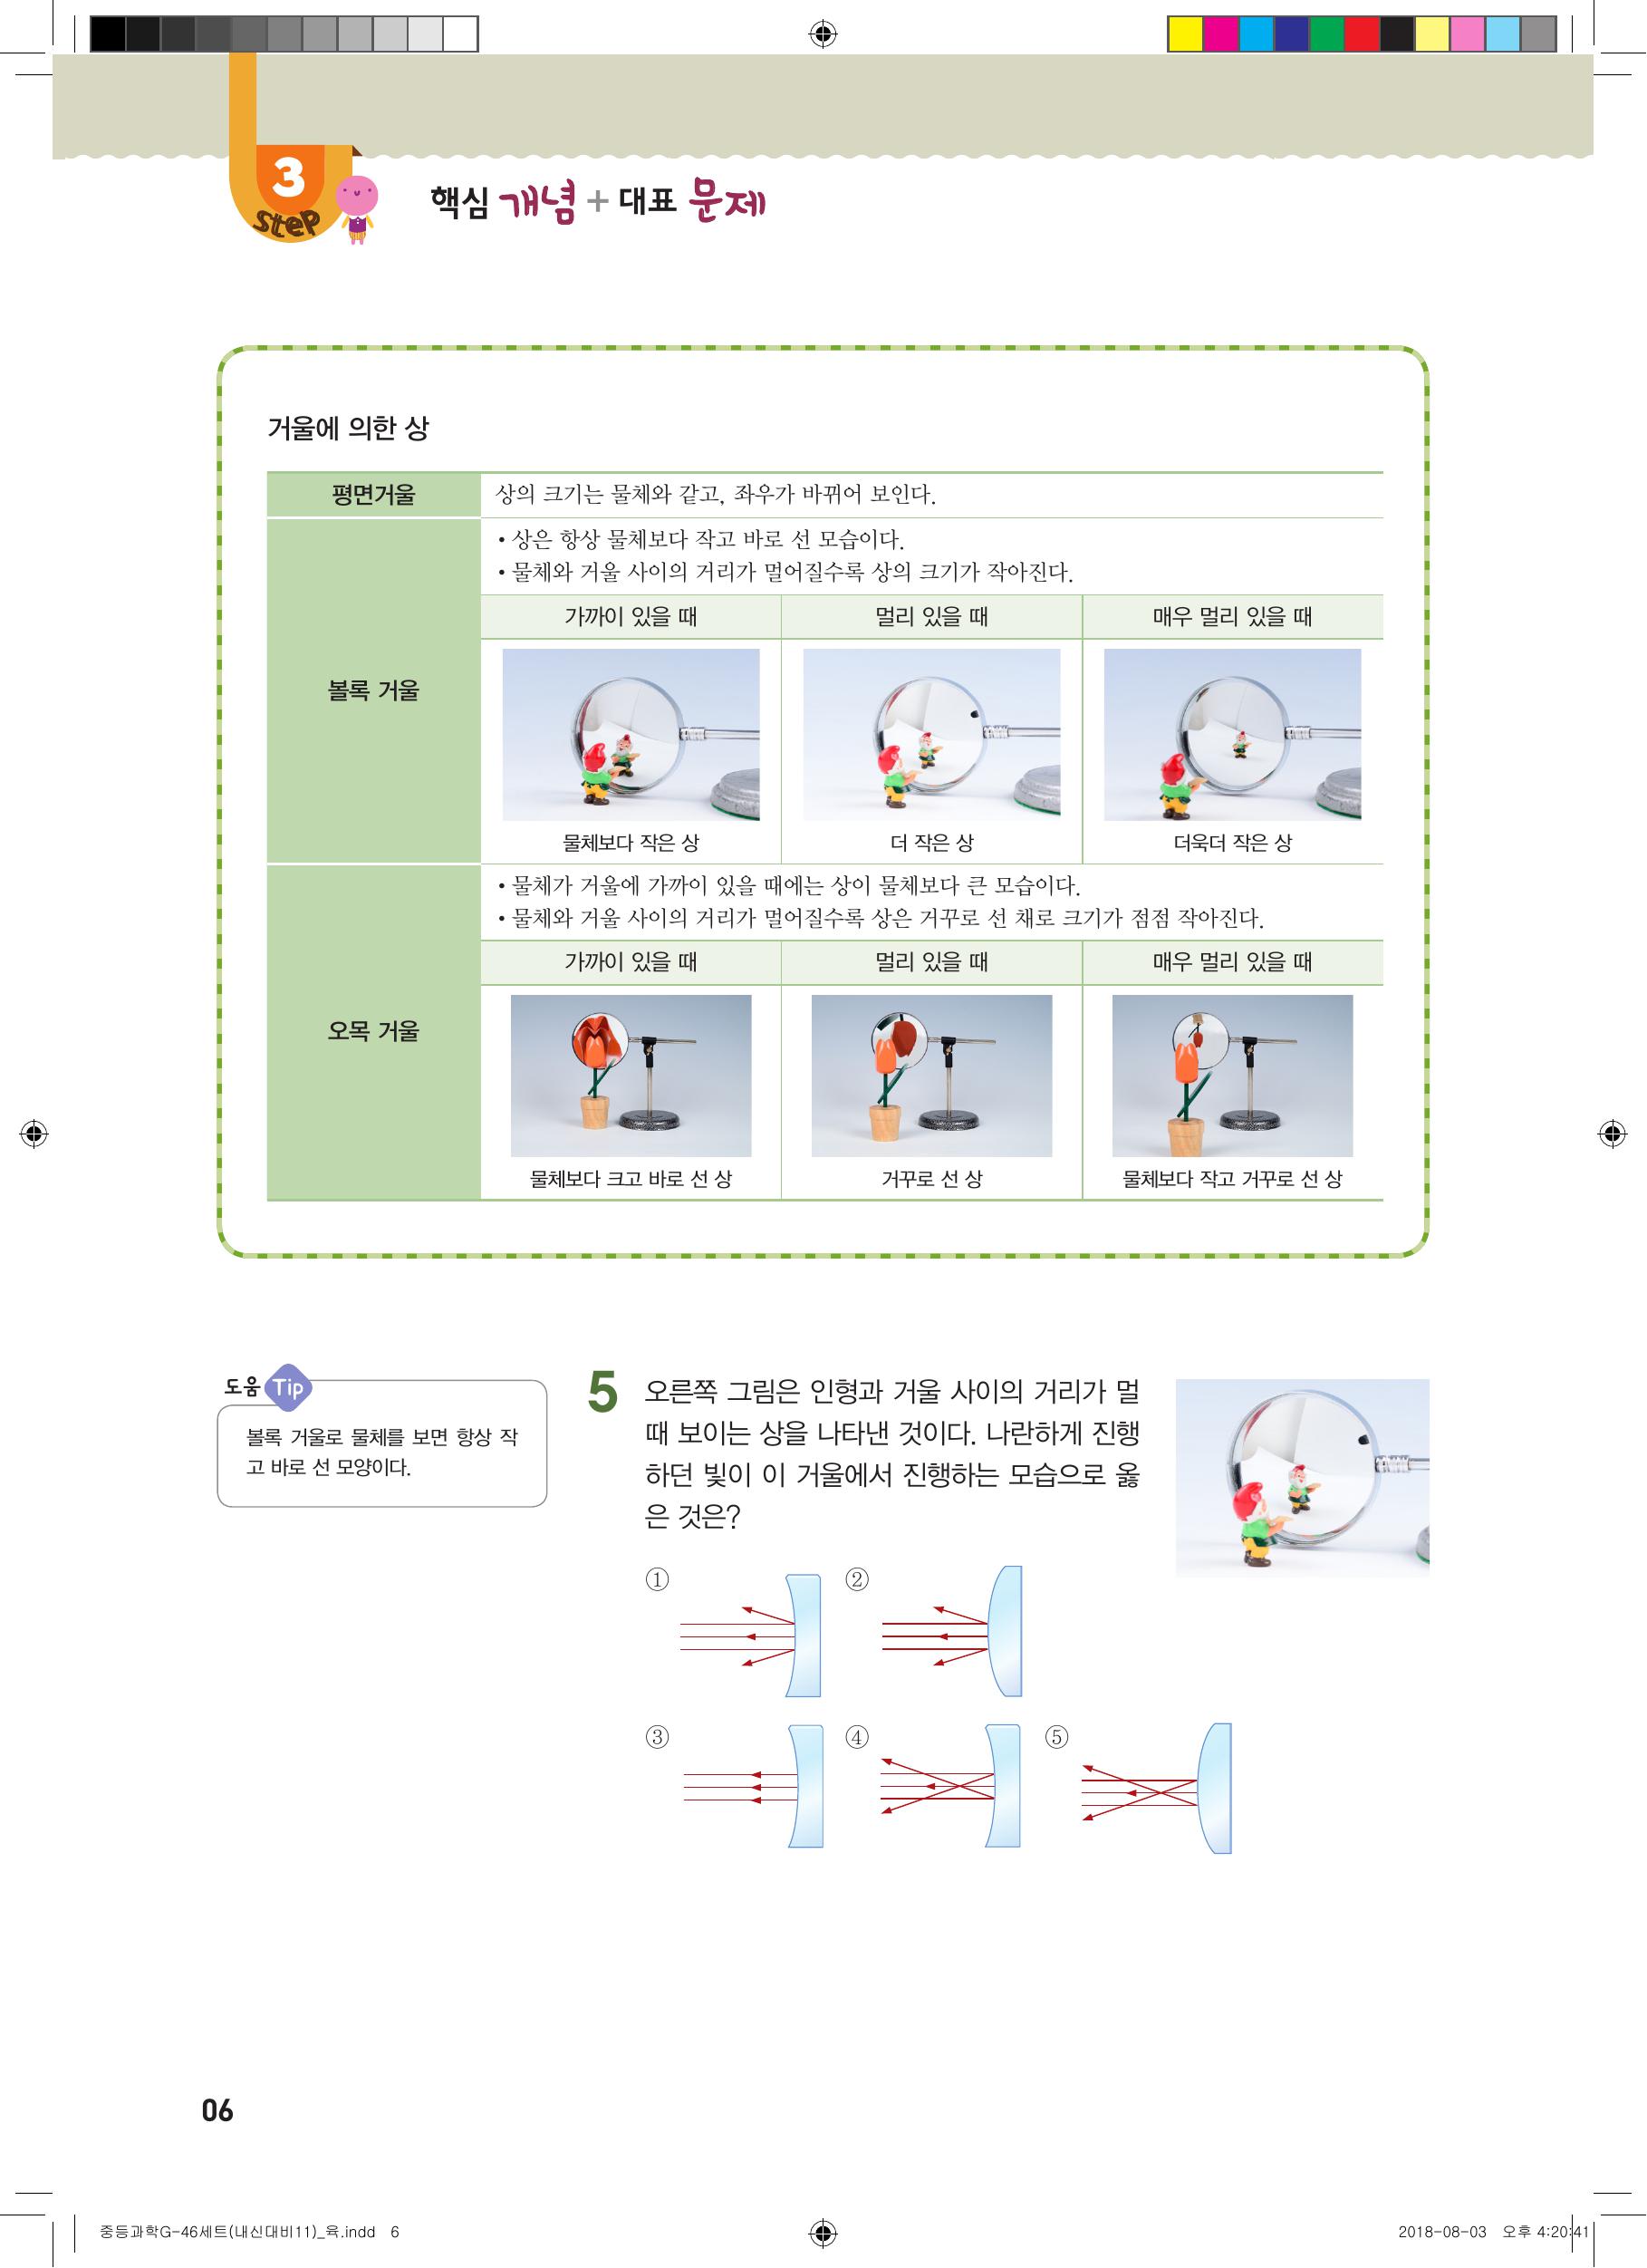 3
step
핵심 개념 + 대표 문제
거울에 의한 상
평면거울
상의 크기는 물체와 같고, 좌우가 바뀌어 보인다.
볼록 거울
• 상은 항상 물체보다 작고 바로 선 모습이다.
• 물체와 거울 사이의 거리가 멀어질수록 상의 크기가 작아진다.
가까이 있을 때
멀리 있을 때
매우 멀리 있을 때
물체보다 작은 상
더 작은 상
더욱더 작은 상
오목 거울
• 물체가 거울에 가까이 있을 때에는 상이 물체보다 큰 모습이다.
• 물체와 거울 사이의 거리가 멀어질수록 상은 거꾸로 선 채로 크기가 점점 작아진다.
가까이 있을 때
멀리 있을 때
매우 멀리 있을 때
물체보다 크고 바로 선 상
거꾸로 선 상
물체보다 작고 거꾸로 선 상
도움 Tip
볼록 거울로 물체를 보면 항상 작
고 바로 선 모양이다.
5 오른쪽 그림은 인형과 거울 사이의 거리가 멀
때 보이는 상을 나타낸 것이다. 나란하게 진행
하던 빛이 이 거울에서 진행하는 모습으로 옳
은 것은?
① ②
③ ④ ⑤
06
중등과학G-46세트(내신대비11)_육.indd 6
2018-08-03 오후 4:20:41